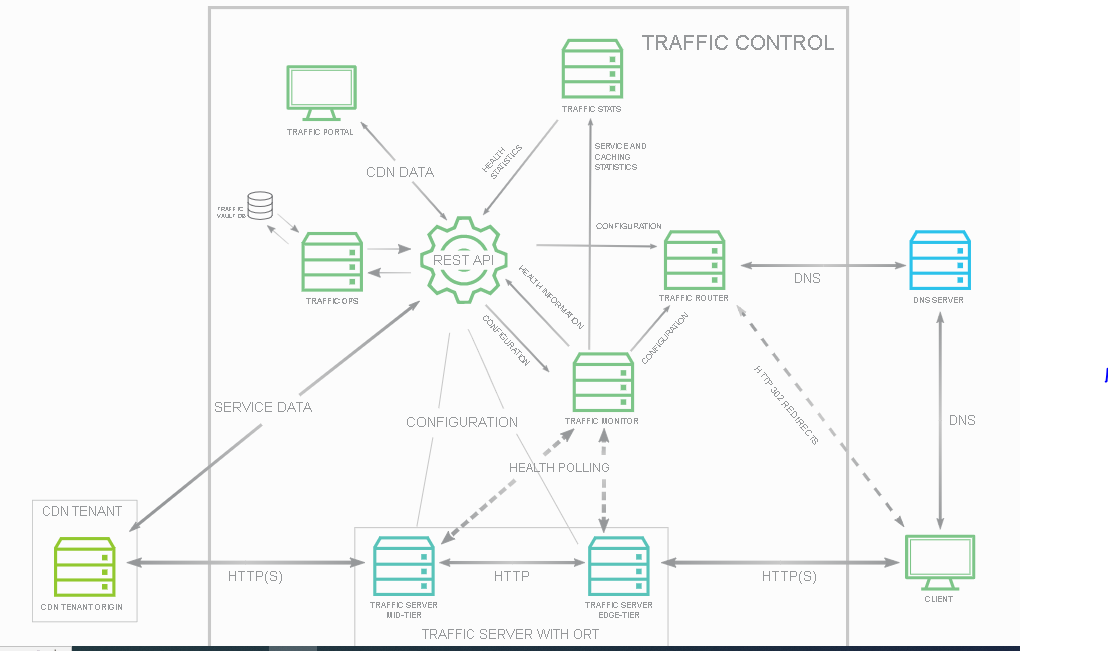 TRAFFIC CONTROL
TRAFFIC STATS
TRAFFIC PORTAL
CDN DATA
HEALTH
STATISTICS
SERVICE AND
CACHING
STATISTICS
TRAFFIC
VAULT DB
TRAFFIC OPS
REST API
CONFIGURATION
TRAFFIC ROUTER
DNS
DNS SERVER
HEALTH INFORMATION
CONFIGURATION
CONFIGURATION
TRAFFIC MONITOR
HTTP 302 REDIRECTS
SERVICE DATA
CONFIGURATION
DNS
HEALTH POLLING
CDN TENANT
CDN TENANT ORIGIN
HTTP(S)
HTTP
HTTP(S)
CLIENT
TRAFFIC SERVER
MID-TIER
TRAFFIC SERVER
EDGE-TIER
TRAFFIC SERVER WITH ORT